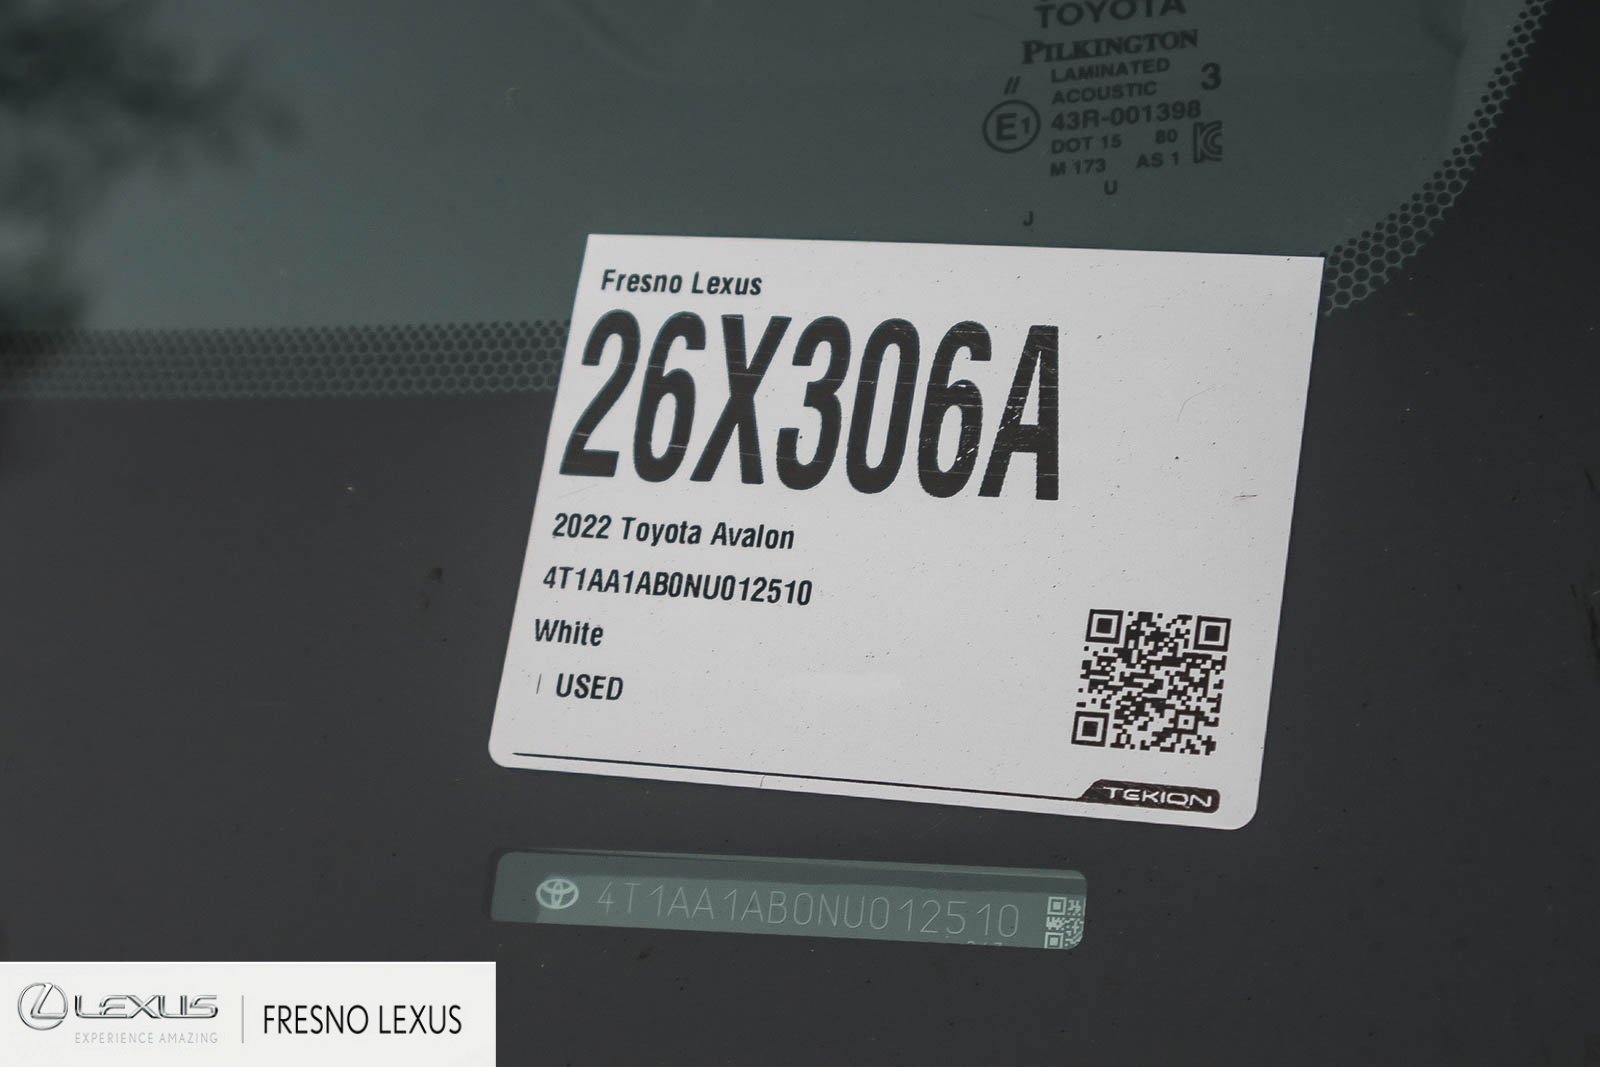 TOYOTA
PILKINGTON
// LAMINATED 3
ACOUSTIC
E1 43R-001398
DOT 15 80
M 173 AS 1
U
J
Fresno Lexus
26X306A
2022 Toyota Avalon
4T1AA1AB0NU012510
White
| USED
TEKION
4T1AA1AB0NU012510
LEXUS
EXPERIENCE AMAZING
FRESNO LEXUS